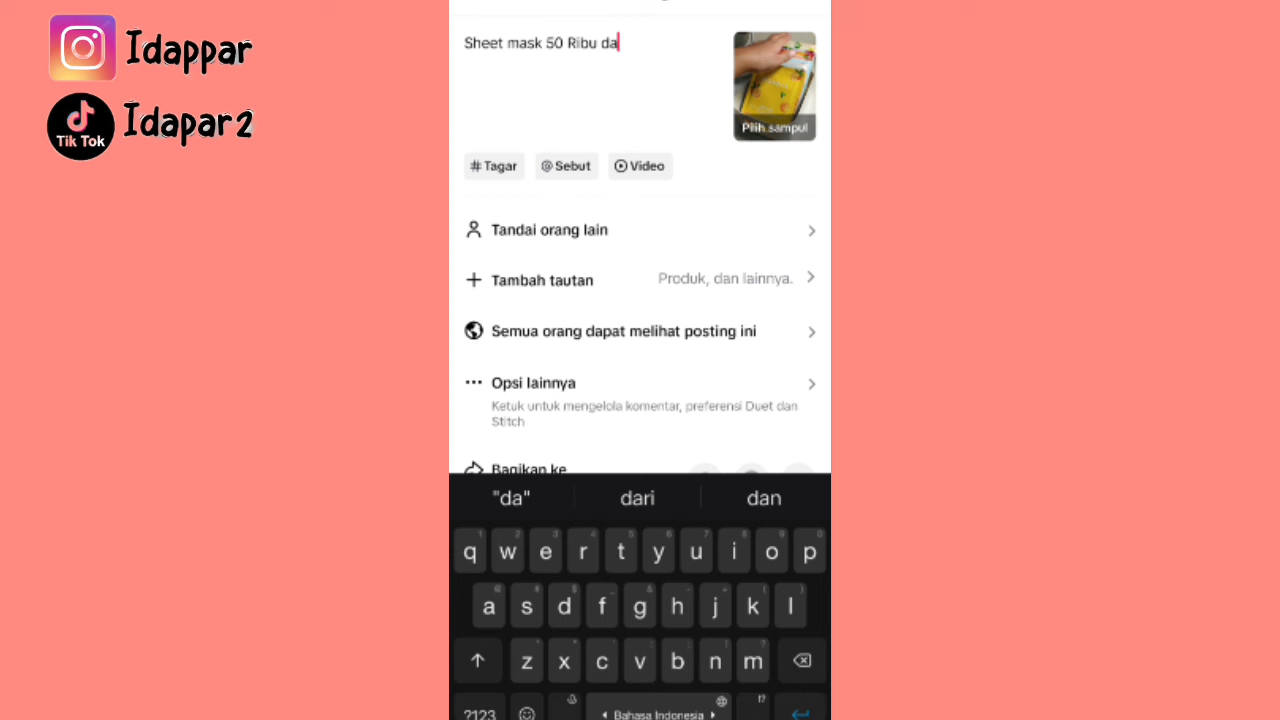 Idappar
Tik Tok
Idapar2
Sheet mask 50 Ribu da
Pilih sampul
# Tagar
@ Sebut
Video
Tandai orang lain
Tambah tautan
Produk, dan lainnya.
Semua orang dapat melihat posting ini
Opsi lainnya
Ketuk untuk mengelola komentar, preferensi Duet dan
Stitch
Bagikan ke
"da" dari dan
q w e r t y u i o p
a s d f g h j k l
z x c v b n m
?123
Bahasa Indonesia